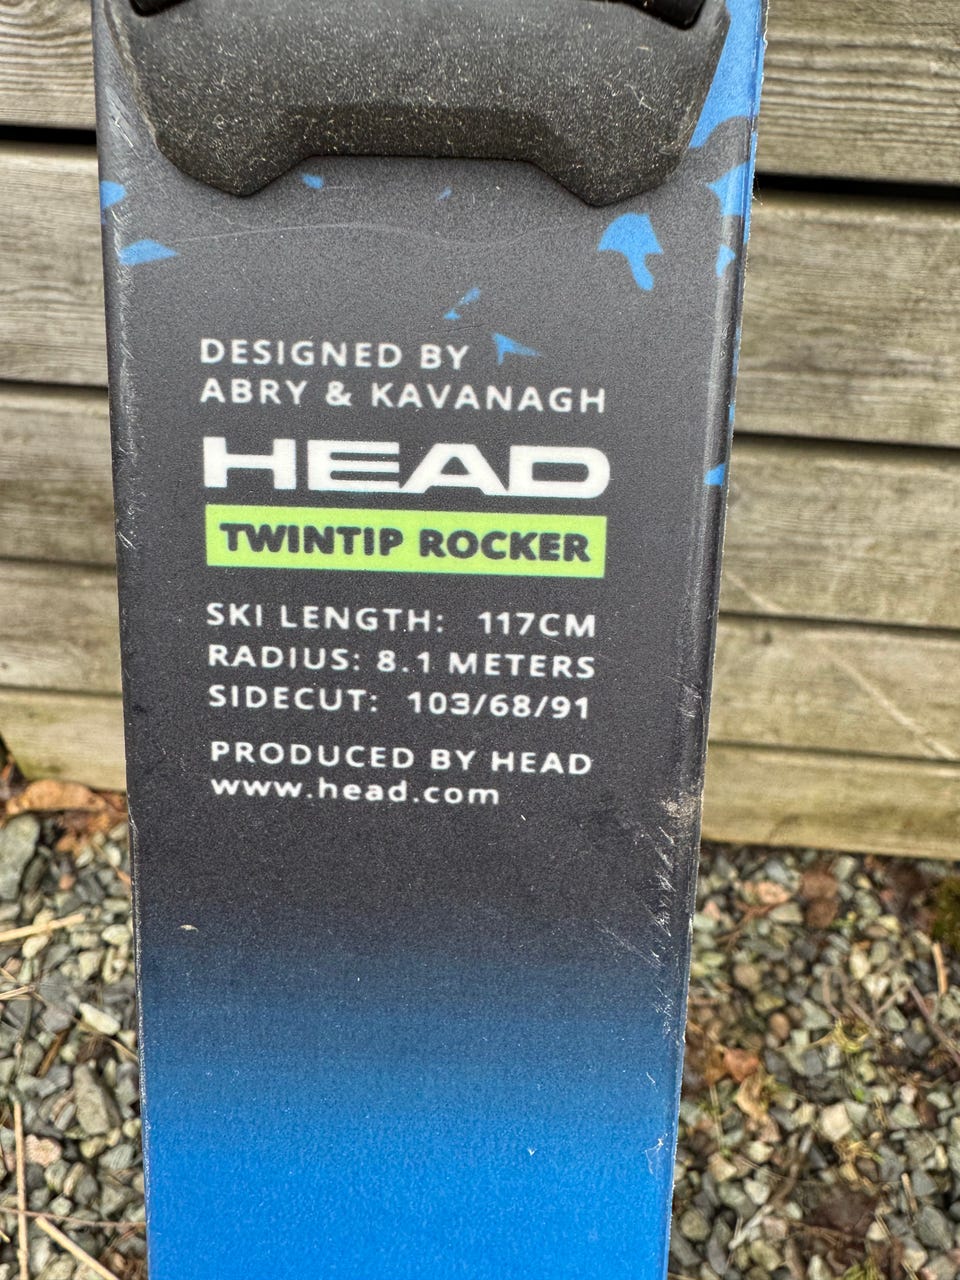 DESIGNED BY
ABRY & KAVANAGH
HEAD
TWINTIP ROCKER
SKI LENGTH: 117CM
RADIUS: 8.1 METERS
SIDECUT: 103/68/91
PRODUCED BY HEAD
www.head.com